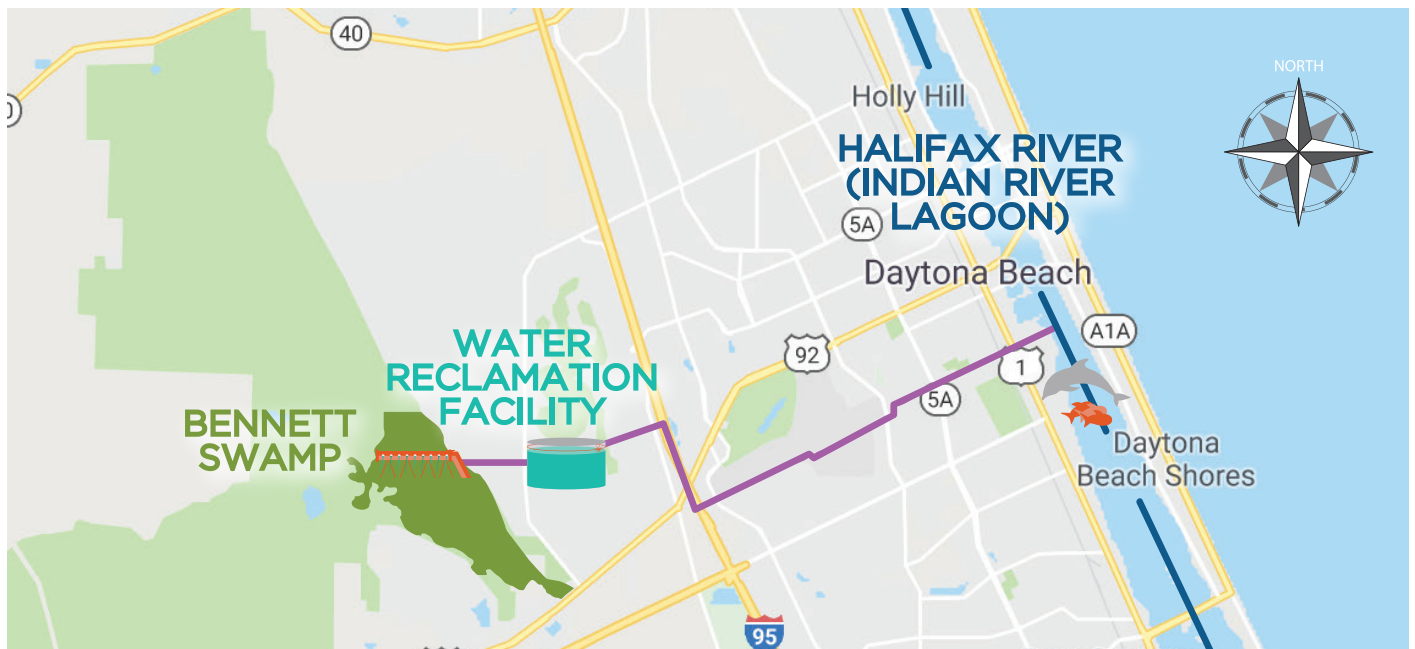 40
NORTH
Holly Hill
0
HALIFAX RIVER
(INDIAN RIVER
LAGOON)
5A
Daytona Beach
A1A
WATER
RECLAMATION
FACILITY
92
1
5A
BENNETT
SWAMP
Daytona
Beach Shores
95